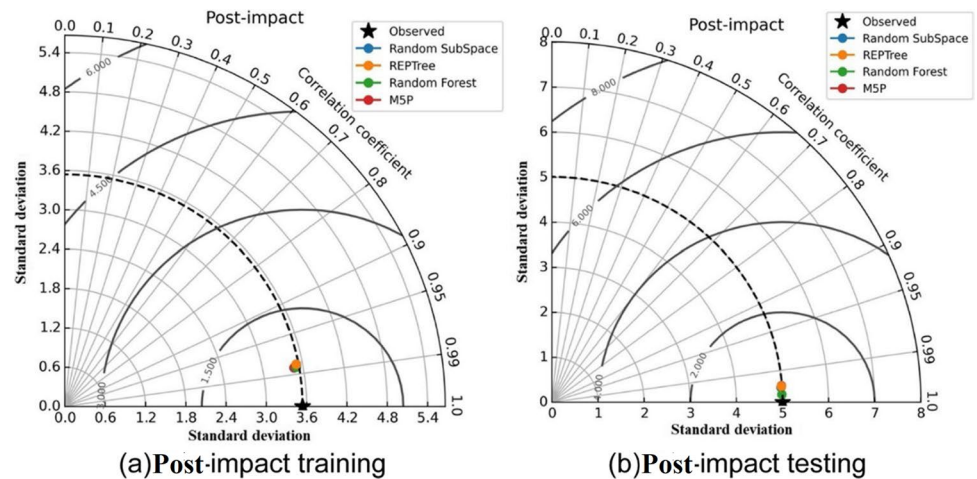 Post-impact
Observed
Random SubSpace
REPTree
Random Forest
M5P
Correlation coefficient
0.0 0.1 0.2 0.3 0.4 0.5 0.6 0.7 0.8 0.9 0.95 0.99 1.0
Standard deviation
5.4
4.8
4.2
3.6
3.0
2.4
1.8
1.2
0.6
0.0
6.000
4.500
1.500
0.0 0.6 1.2 1.8 2.4 3.0 3.6 4.2 4.8 5.4
Standard deviation
(a)Post-impact training
Post-impact
Observed
Random SubSpace
REPTree
Random Forest
M5P
Correlation coefficient
0.0 0.1 0.2 0.3 0.4 0.5 0.6 0.7 0.8 0.9 0.95 0.99 1.0
Standard deviation
8
7
6
5
4
3
2
1
0
8.000
6.000
2.000
0 1 2 3 4 5 6 7 8
Standard deviation
(b)Post-impact testing